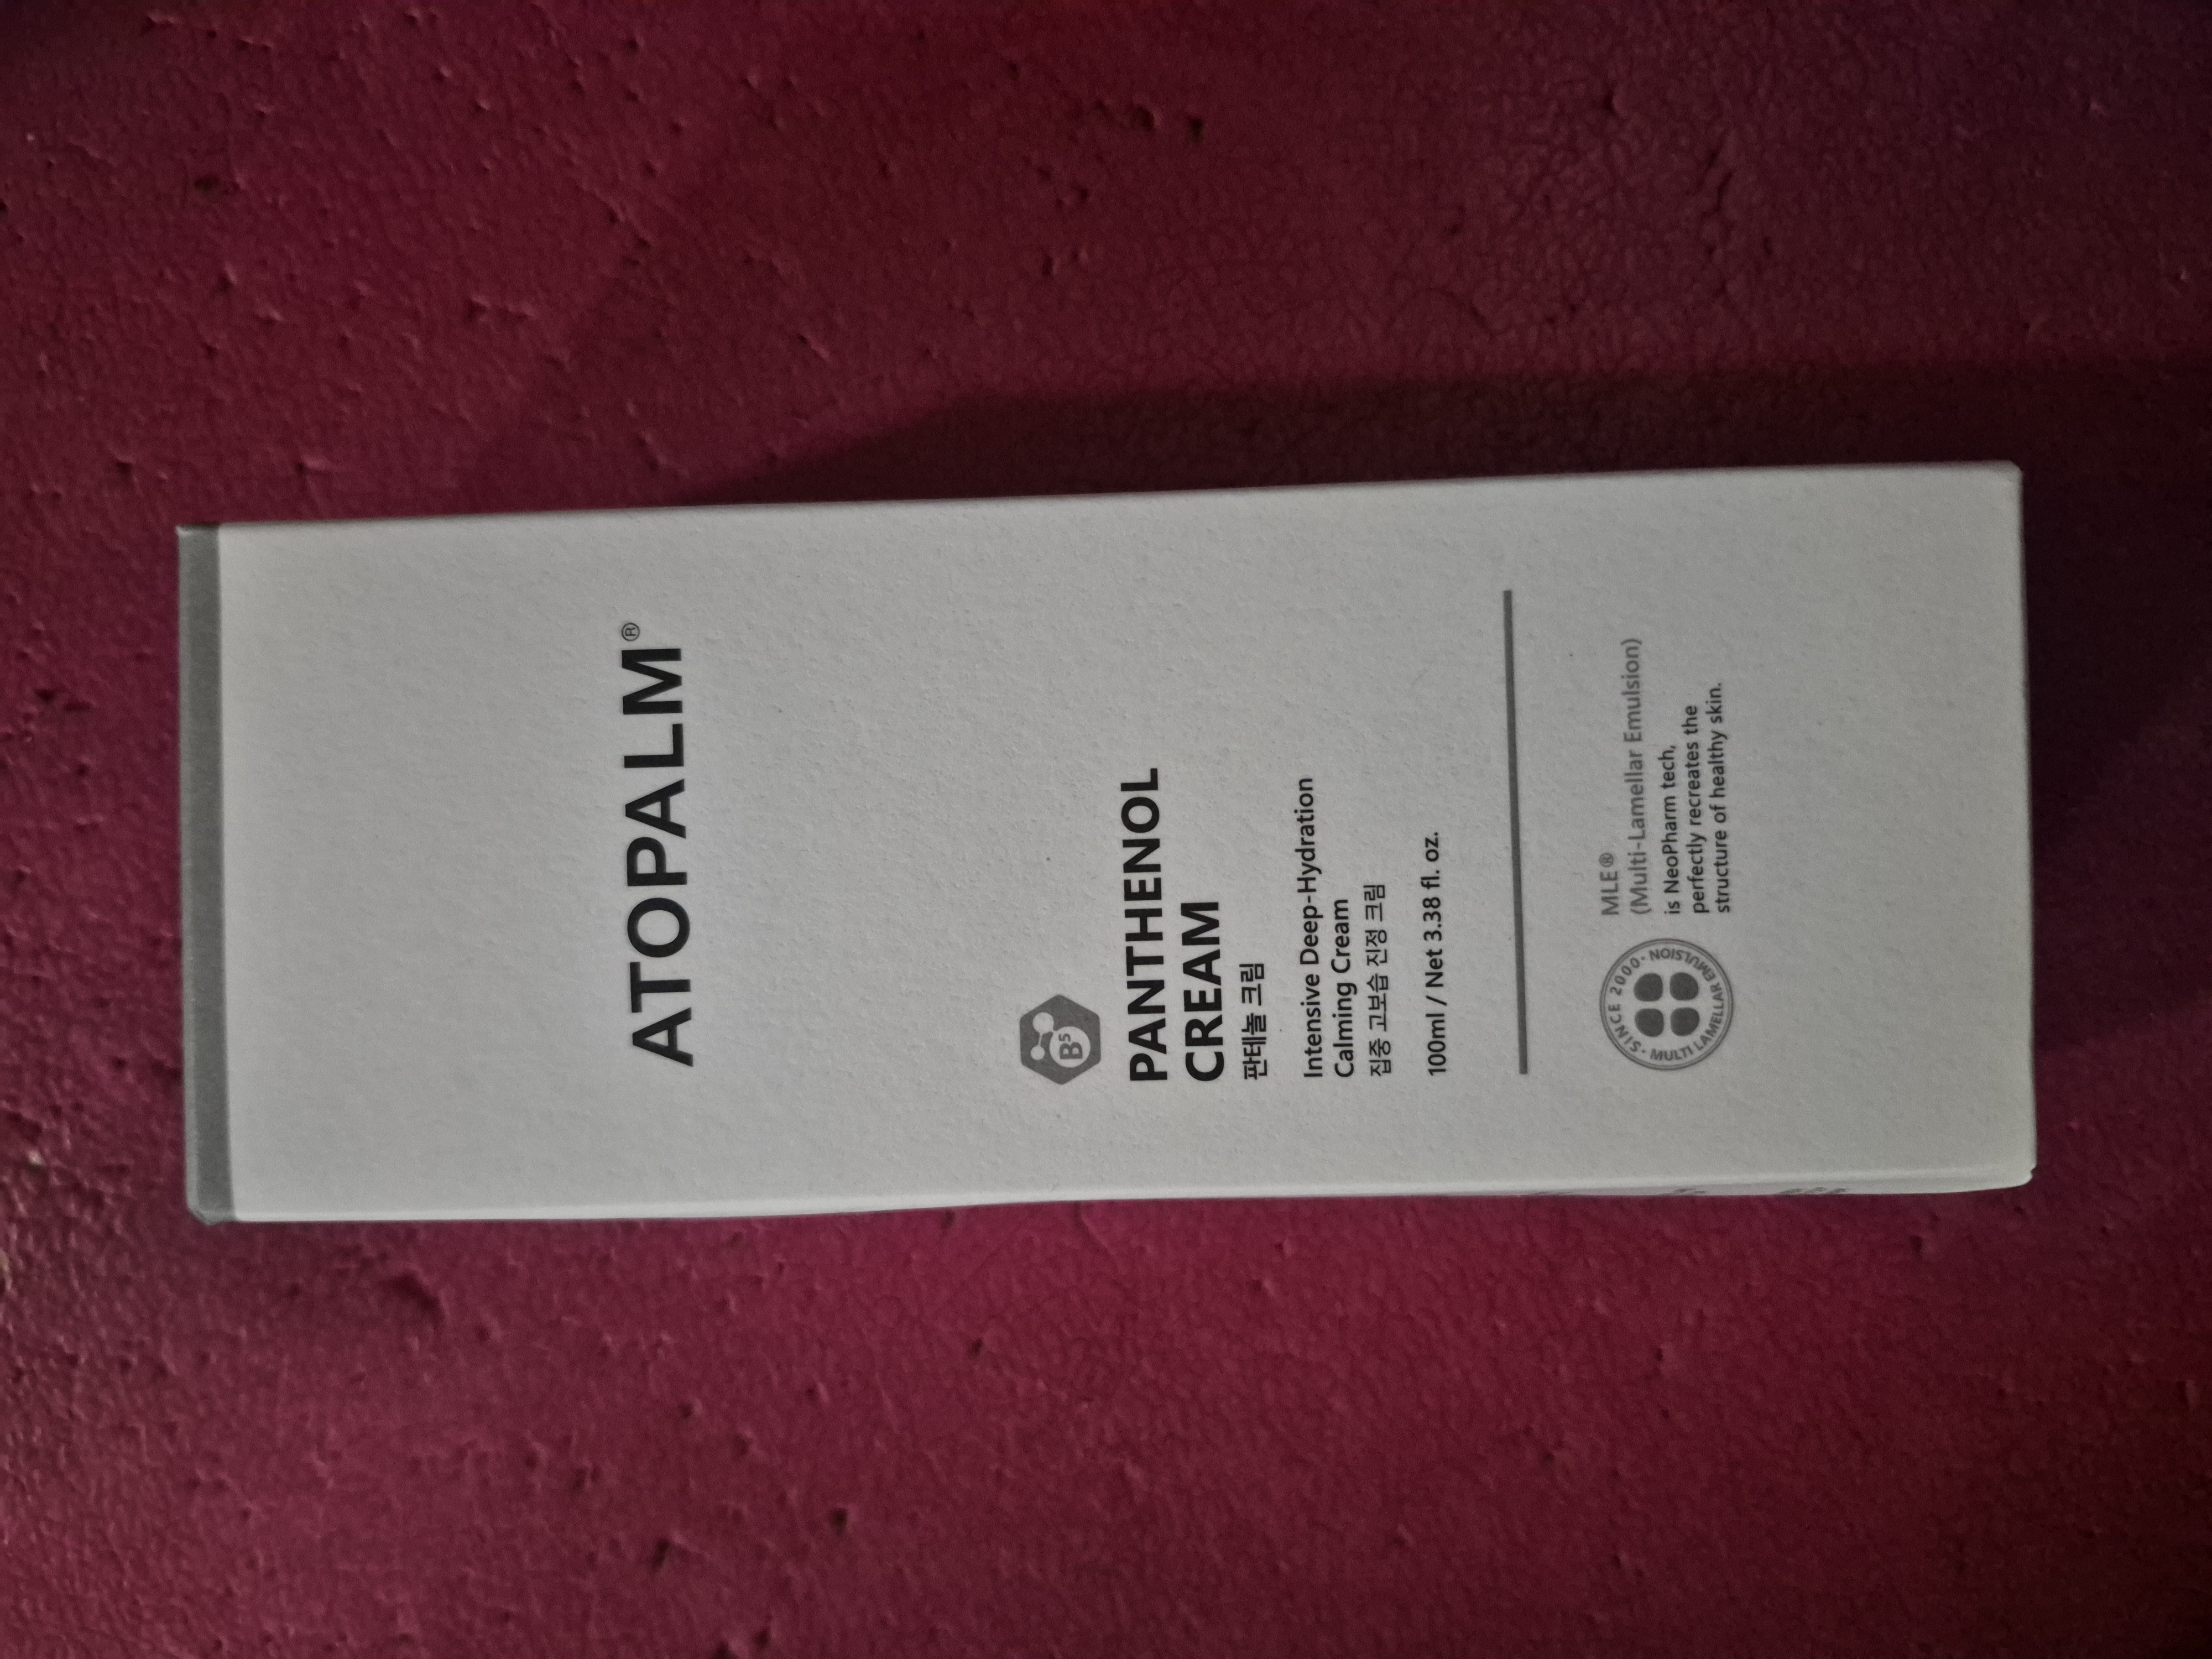 ATOPALM®
B5
PANTHENOL
CREAM
판테놀 크림
Intensive Deep-Hydration
Calming Cream
집중 고보습 진정 크림
100ml / Net 3.38 fl. oz.
• SINCE 2000 • MULTI LAMELLAR EMULSION
MLE®
(Multi-Lamellar Emulsion)
is NeoPharm tech,
perfectly recreates the
structure of healthy skin.